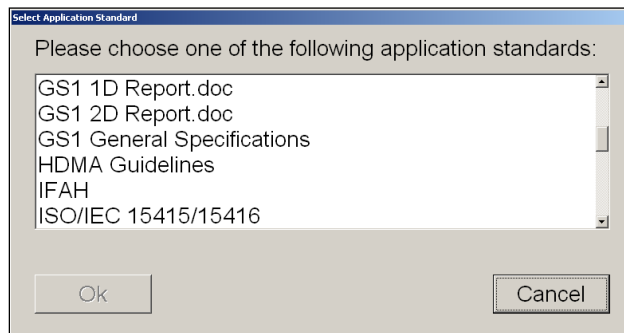 Select Application Standard
Please choose one of the following application standards:
GS1 1D Report.doc
GS1 2D Report.doc
GS1 General Specifications
HDMA Guidelines
IFAH
ISO/IEC 15415/15416
Ok
Cancel